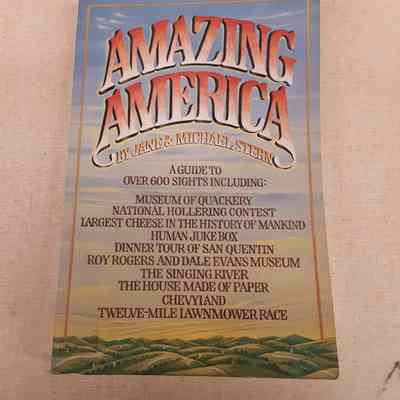 AMAZING
AMERICA
BY JANE & MICHAEL STERN
A GUIDE TO
OVER 600 SIGHTS INCLUDING:
MUSEUM OF QUACKERY
NATIONAL HOLLERING CONTEST
LARGEST CHEESE IN THE HISTORY OF MANKIND
HUMAN JUKE BOX
DINNER TOUR OF SAN QUENTIN
ROY ROGERS AND DALE EVANS MUSEUM
THE SINGING RIVER
THE HOUSE MADE OF PAPER
CHEVYLAND
TWELVE-MILE LAWNMOWER RACE